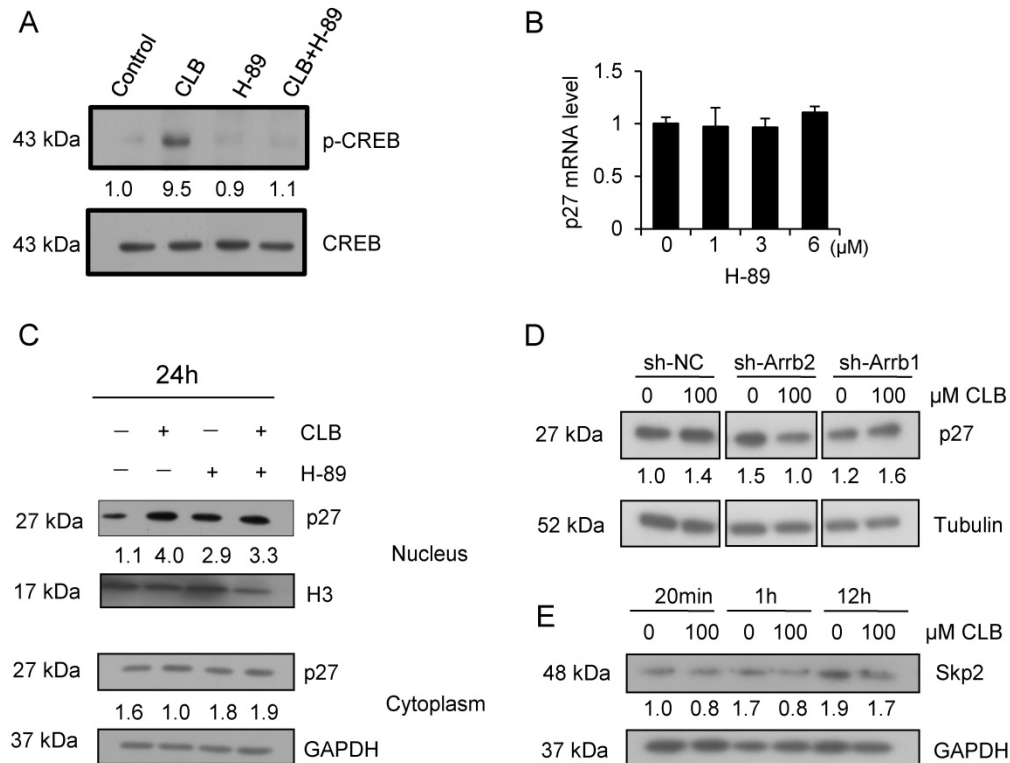 A
Control CLB H-89 CLB+H-89
43 kDa p-CREB
1.0 9.5 0.9 1.1
43 kDa CREB
B
p27 mRNA level
1.5
1
0.5
0
0 1 3 6 (µM)
H-89
C
24h
– + – + CLB
– – + + H-89
27 kDa p27
1.1 4.0 2.9 3.3
Nucleus
17 kDa H3
27 kDa p27
1.6 1.0 1.8 1.9
Cytoplasm
37 kDa GAPDH
D
sh-NC sh-Arrb2 sh-Arrb1
0 100 0 100 0 100 µM CLB
27 kDa p27
1.0 1.4 1.5 1.0 1.2 1.6
52 kDa Tubulin
E
20min 1h 12h
0 100 0 100 0 100 µM CLB
48 kDa Skp2
1.0 0.8 1.7 0.8 1.9 1.7
37 kDa GAPDH